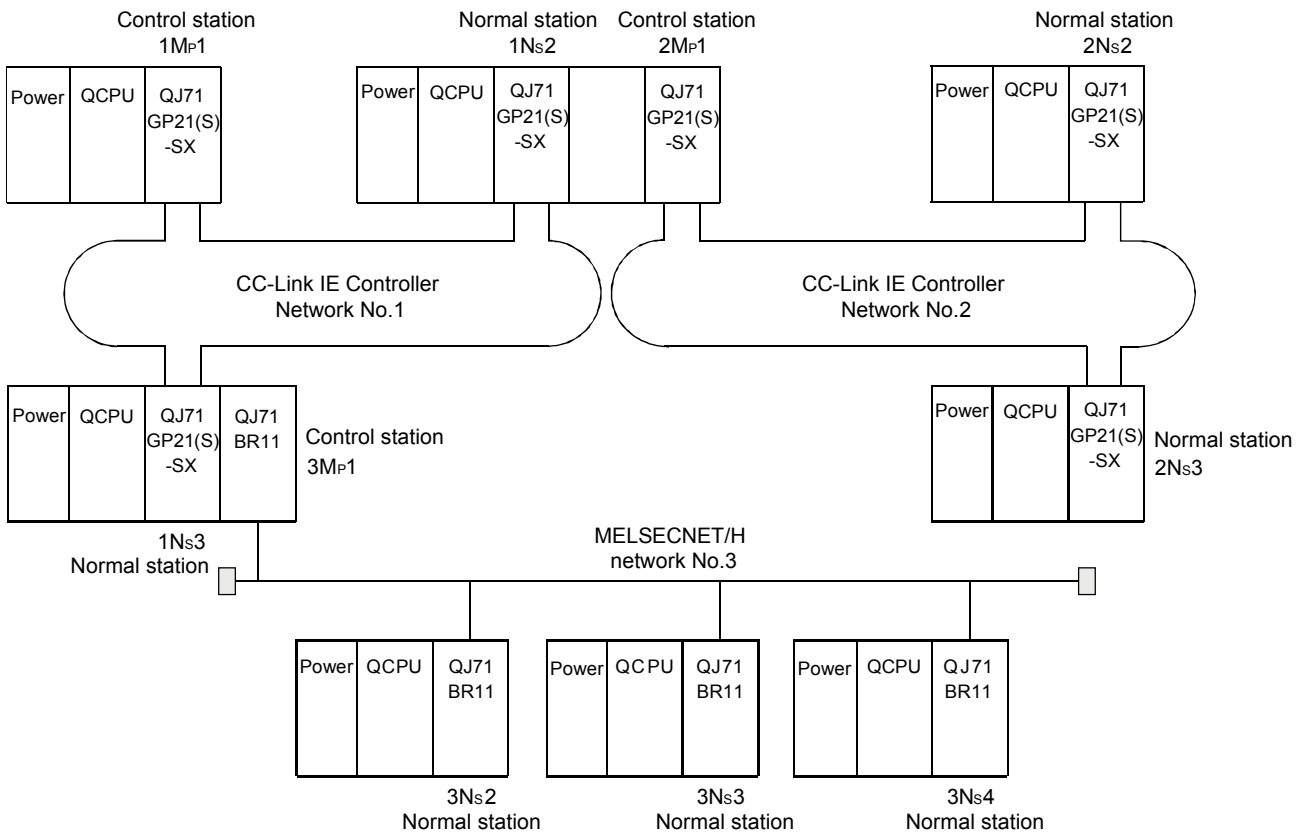 Control station
1MP1
Normal station
1NS2
Control station
2MP1
Normal station
2NS2
Power
QCPU
QJ71
GP21(S)
-SX
Power
QCPU
QJ71
GP21(S)
-SX
QJ71
GP21(S)
-SX
Power
QCPU
QJ71
GP21(S)
-SX
CC-Link IE Controller
Network No.1
CC-Link IE Controller
Network No.2
Power
QCPU
QJ71
GP21(S)
-SX
QJ71
BR11
Control station
3MP1
Power
QCPU
QJ71
GP21(S)
-SX
Normal station
2NS3
1NS3
Normal station
MELSECNET/H
network No.3
Power
QCPU
QJ71
BR11
Power
QCPU
QJ71
BR11
Power
QCPU
QJ71
BR11
3NS2
Normal station
3NS3
Normal station
3NS4
Normal station